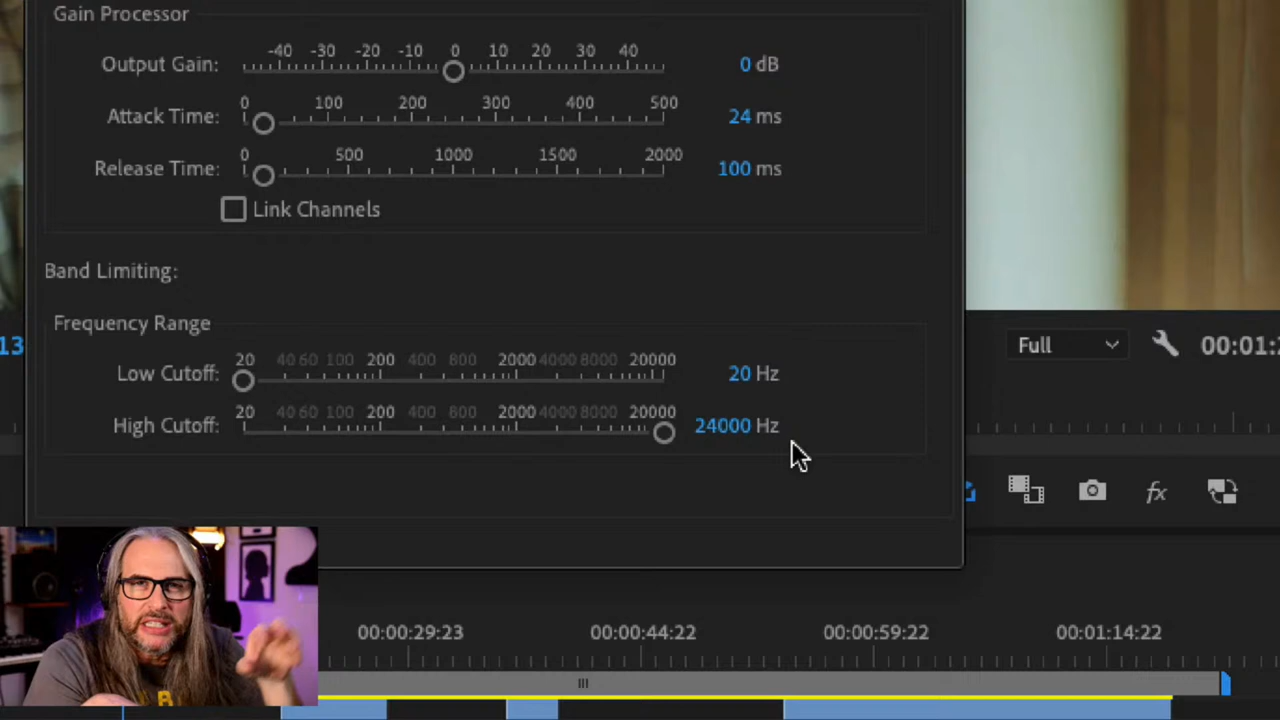 Gain Processor
-40 -30 -20 -10 0 10 20 30 40
Output Gain: 0 dB
0 100 200 300 400 500
Attack Time: 24 ms
0 500 1000 1500 2000
Release Time: 100 ms
Link Channels
Band Limiting:
Frequency Range
20 40 60 100 200 400 800 2000 4000 8000 20000
Low Cutoff: 20 Hz
20 40 60 100 200 400 800 2000 4000 8000 20000
High Cutoff: 24000 Hz
13
Full
00:01:
fx
00:00:29:23 00:00:44:22 00:00:59:22 00:01:14:22